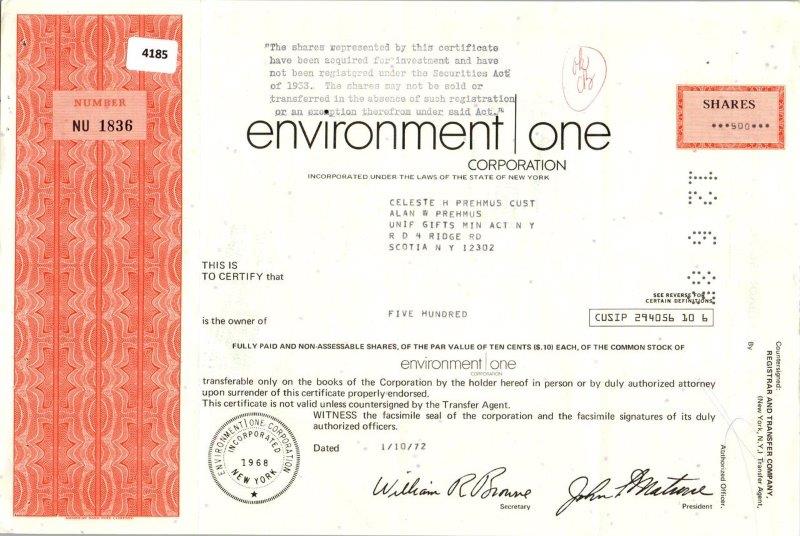 4185
NUMBER
NU 1836
"The shares represented by this certificate
have been acquired for investment and have
not been registered under the Securities Act
of 1933. The shares may not be sold or
transferred in the absence of such registration
or an exemption therefrom under said Act."
ok
SHARES
***500***
environment one
CORPORATION
INCORPORATED UNDER THE LAWS OF THE STATE OF NEW YORK
CELESTE H PREHMUS CUST
ALAN W PREHMUS
UNIF GIFTS MIN ACT N Y
R D 4 RIDGE RD
SCOTIA N Y 12302
THIS IS
TO CERTIFY that
SEE REVERSE FOR
CERTAIN DEFINITIONS
is the owner of
FIVE HUNDRED
CUSIP 294056 10 6
FULLY PAID AND NON-ASSESSABLE SHARES, OF THE PAR VALUE OF TEN CENTS ($.10) EACH, OF THE COMMON STOCK OF
environment one
CORPORATION
transferable only on the books of the Corporation by the holder hereof in person or by duly authorized attorney
upon surrender of this certificate properly endorsed.
This certificate is not valid unless countersigned by the Transfer Agent.
WITNESS the facsimile seal of the corporation and the facsimile signatures of its duly
authorized officers.
Dated 1/10/72
ENVIRONMENT ONE CORPORATION
INCORPORATED
1968
NEW YORK
William R Browne
Secretary
President
Countersigned:
REGISTRAR AND TRANSFER COMPANY,
(New York, N.Y.) Transfer Agent,
By
Authorized Officer.